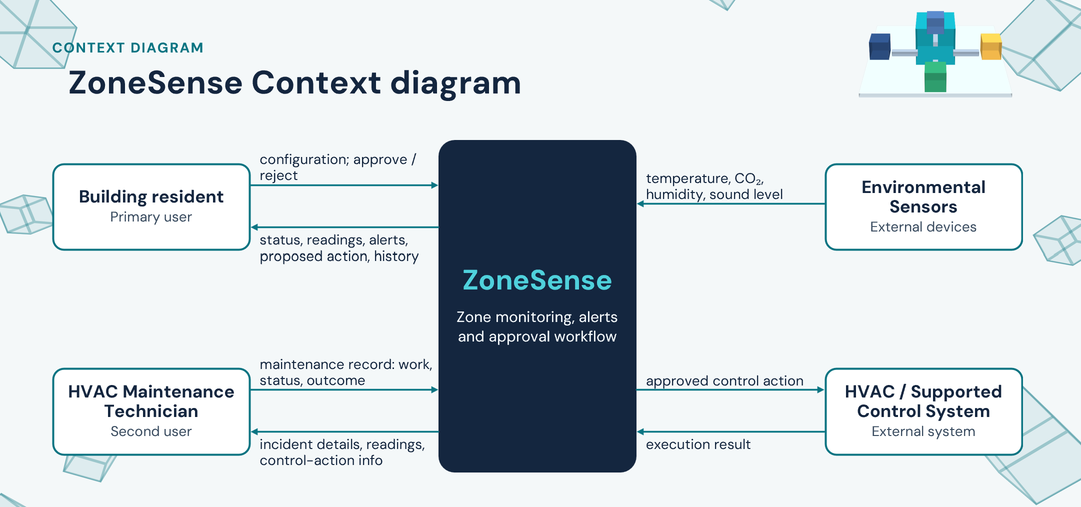 CONTEXT DIAGRAM
ZoneSense Context diagram
configuration; approve /
reject
Building resident
Primary user
status, readings, alerts,
proposed action, history
temperature, CO₂,
humidity, sound level
Environmental
Sensors
External devices
ZoneSense
Zone monitoring, alerts
and approval workflow
maintenance record: work,
status, outcome
HVAC Maintenance
Technician
Second user
incident details, readings,
control-action info
approved control action
HVAC / Supported
Control System
External system
execution result